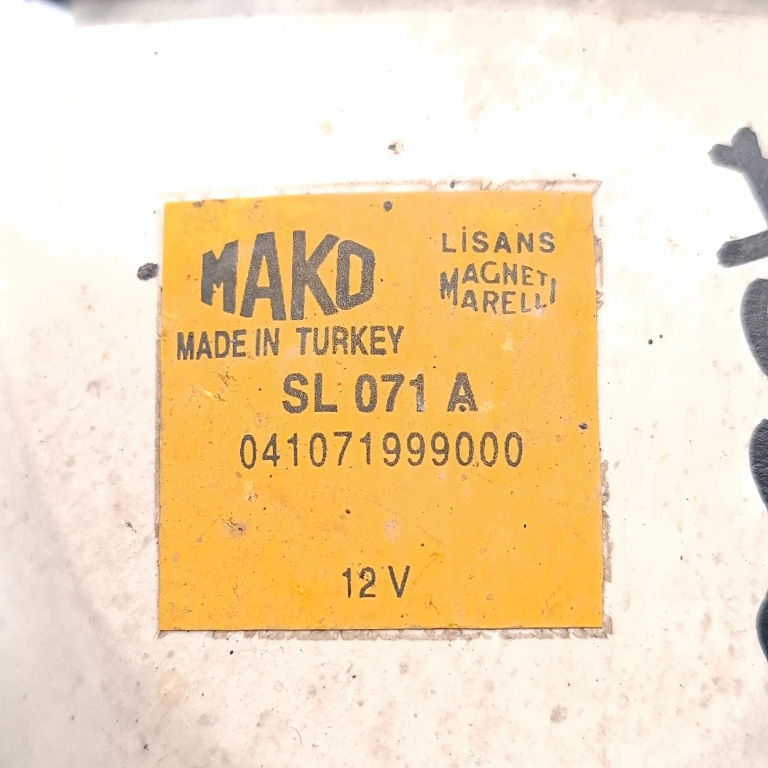 MAKO
LİSANS
MAGNETI
MARELLI
MADE IN TURKEY
SL 071 A
041071999000
12 V